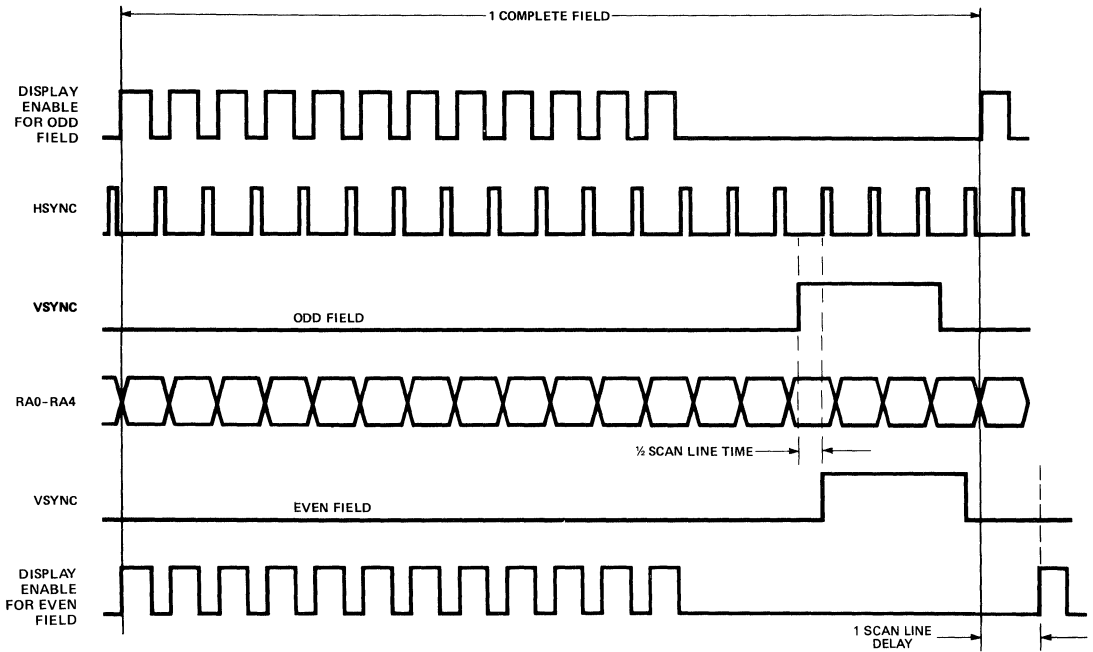 1 COMPLETE FIELD
DISPLAY
ENABLE
FOR ODD
FIELD
HSYNC
VSYNC
ODD FIELD
RA0-RA4
½ SCAN LINE TIME
VSYNC
EVEN FIELD
DISPLAY
ENABLE
FOR EVEN
FIELD
1 SCAN LINE
DELAY